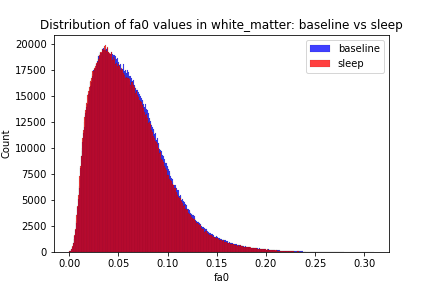 Distribution of fa0 values in white_matter: baseline vs sleep
baseline
sleep
Count
20000
17500
15000
12500
10000
7500
5000
2500
0
0.00 0.05 0.10 0.15 0.20 0.25 0.30
fa0